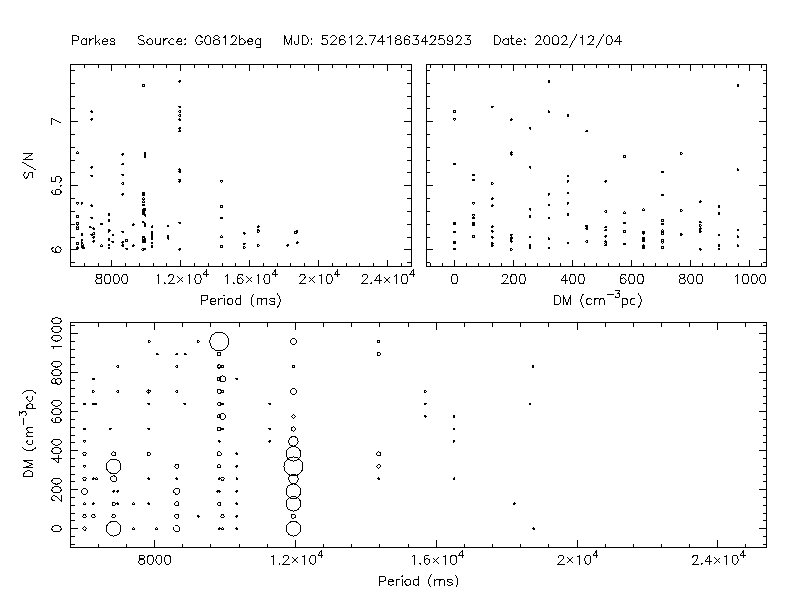 Parkes Source: G0812beg MJD: 52612.741863425923 Date: 2002/12/04
S/N
6 6.5 7
8000 1.2×10⁴ 1.6×10⁴ 2×10⁴ 2.4×10⁴
Period (ms)
0 200 400 600 800 1000
DM (cm⁻³pc)
DM (cm⁻³pc)
0 200 400 600 800 1000
8000 1.2×10⁴ 1.6×10⁴ 2×10⁴ 2.4×10⁴
Period (ms)